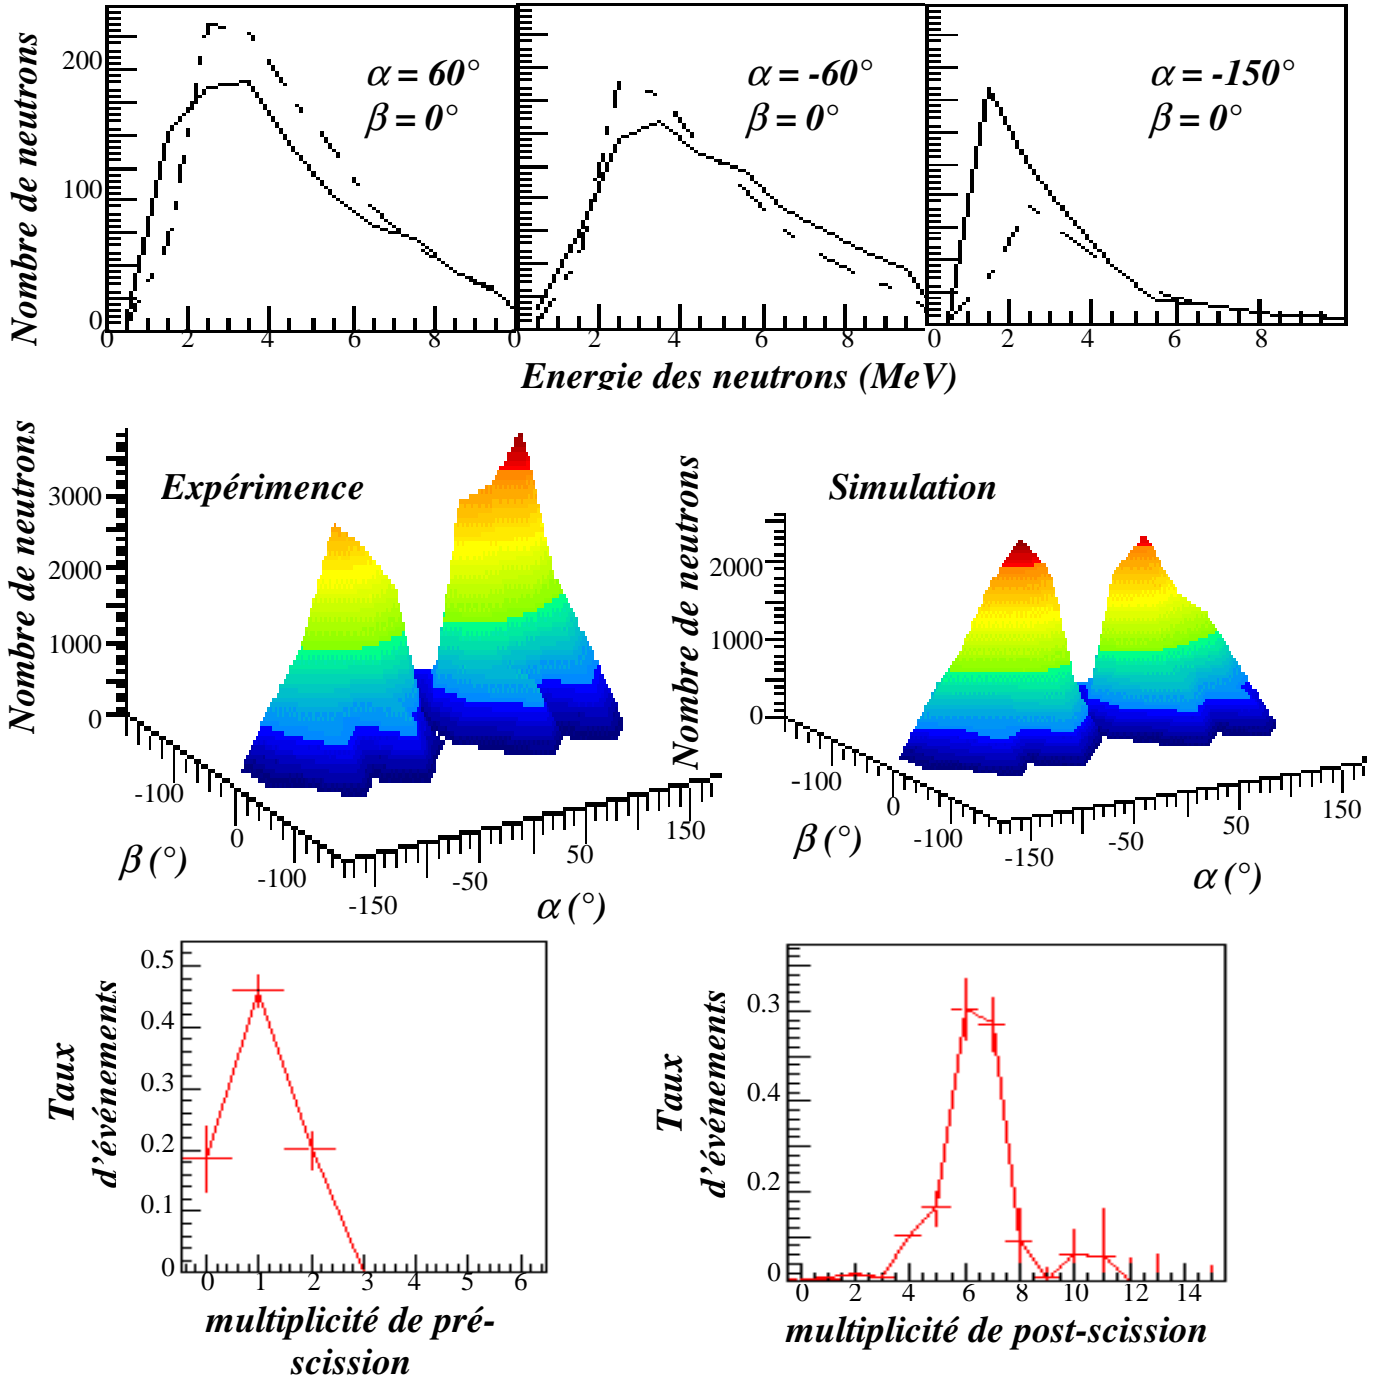 Nombre de neutrons
200
100
0
α = 60°
β = 0°
α = -60°
β = 0°
α = -150°
β = 0°
0 2 4 6 8 0 2 4 6 8 0 2 4 6 8
Energie des neutrons (MeV)
Nombre de neutrons
3000
2000
1000
0
Expérimence
-100
0
-100
β (°)
-150
-50
50
150
α (°)
Nombre de neutrons
2000
1000
0
Simulation
-100
0
-100
β (°)
-150
-50
50
150
α (°)
Taux
d'événements
0.5
0.4
0.3
0.2
0.1
0
0 1 2 3 4 5 6
multiplicité de pré-
scission
Taux
d'événements
0.3
0.4
0.2
0
0 2 4 6 8 10 12 14
multiplicité de post-scission